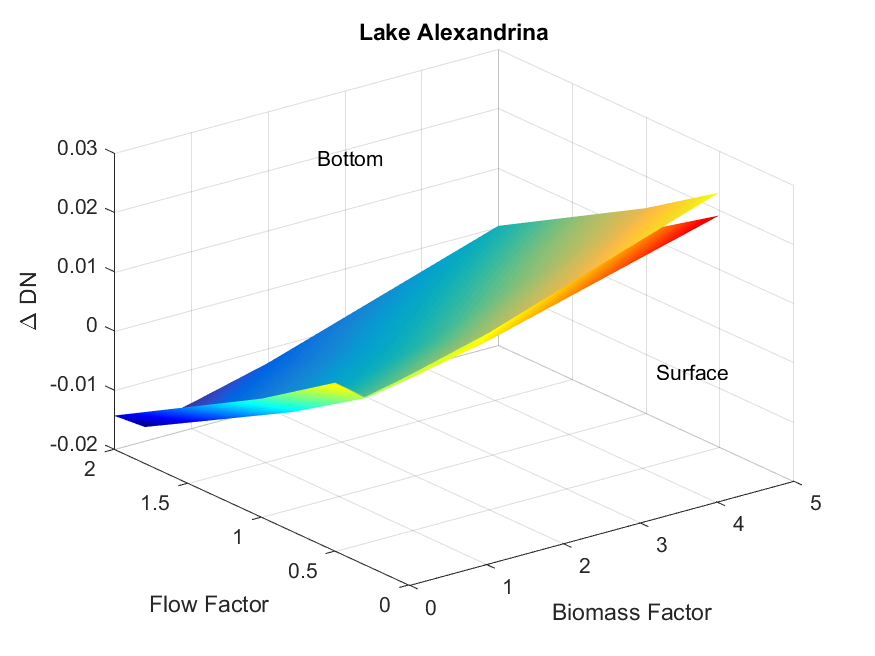 Lake Alexandrina
Bottom
Surface
0.03
0.02
0.01
0
-0.01
-0.02
Δ DN
2
1.5
1
0.5
0
Flow Factor
0
1
2
3
4
5
Biomass Factor